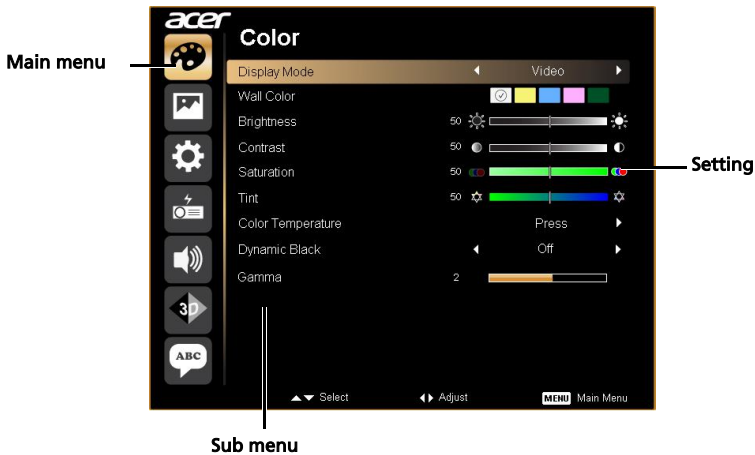 acer
Color
Main menu
Display Mode Video
Wall Color
Brightness 50
Contrast 50
Saturation 50
Setting
Tint 50
Color Temperature Press
Dynamic Black Off
Gamma 2
3D
ABC
Select Adjust MENU Main Menu
Sub menu